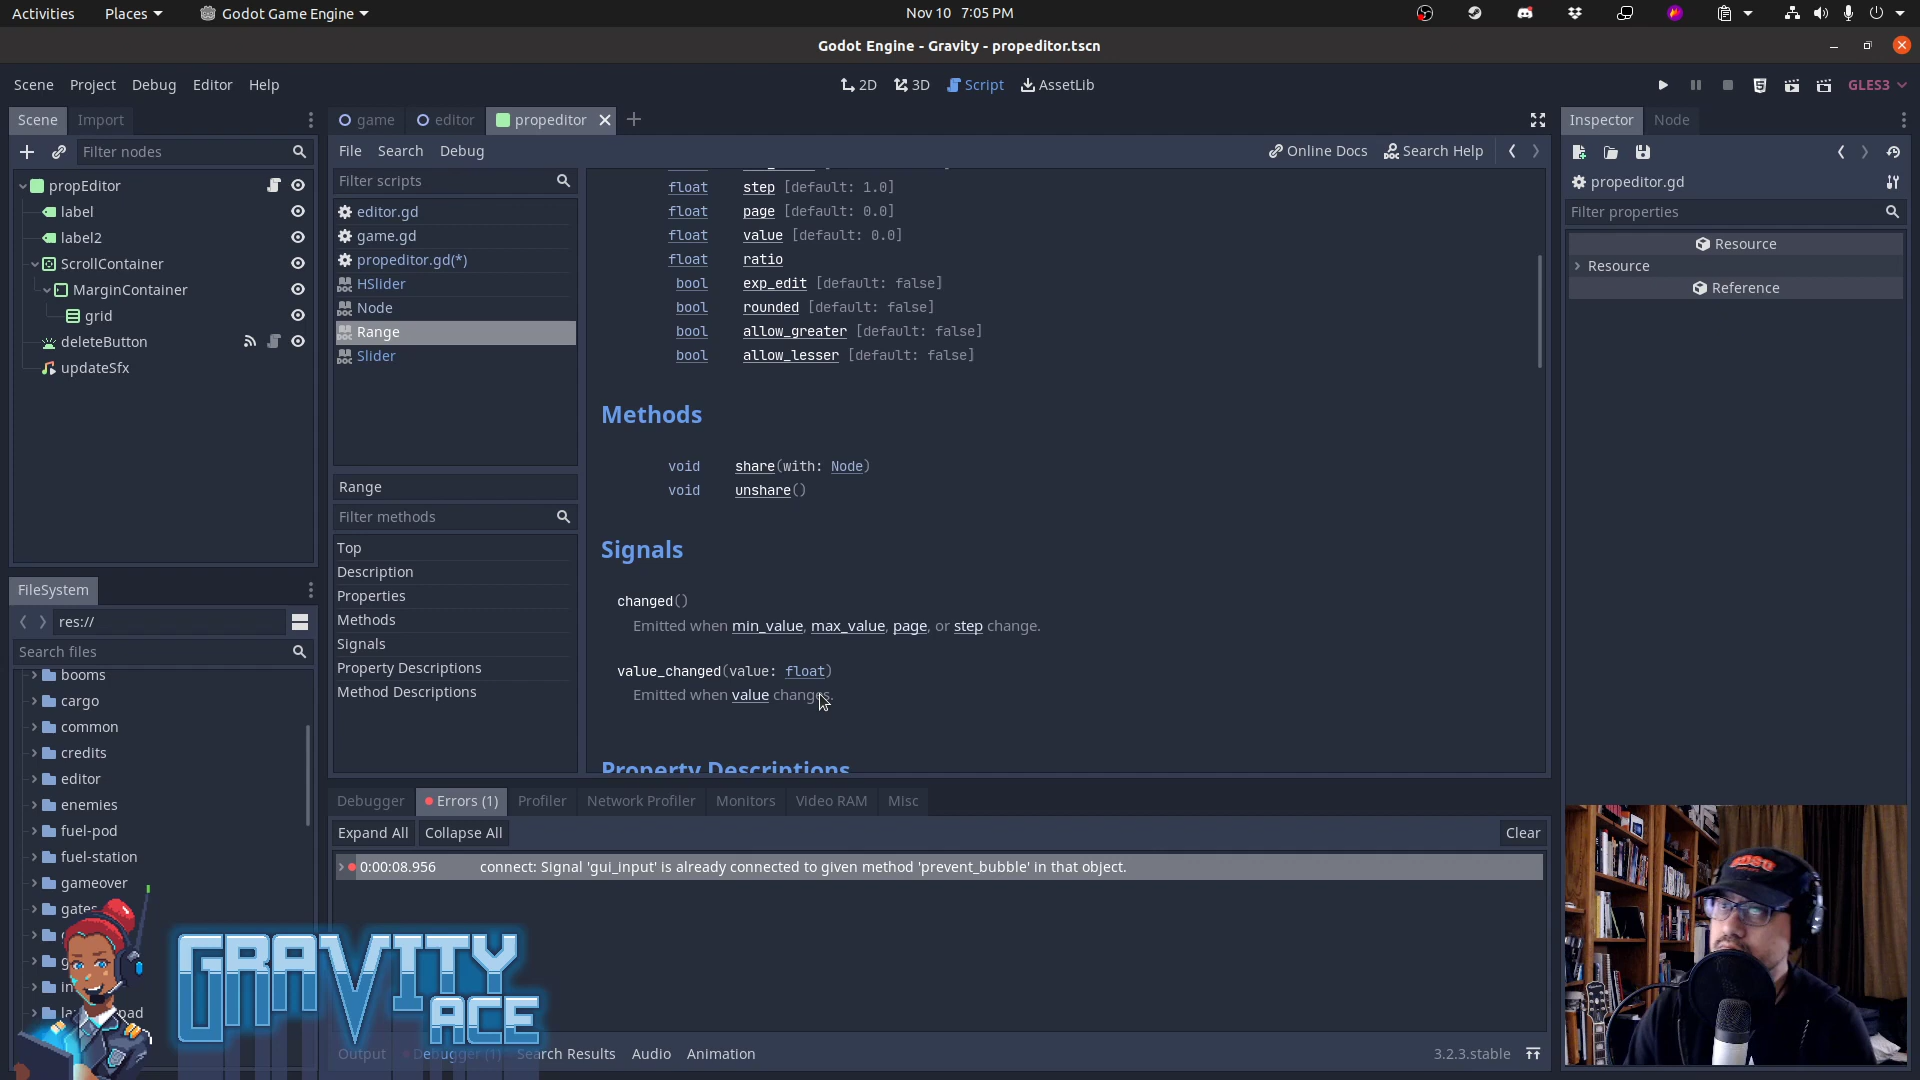 Activities Places Godot Game Engine Nov 10 7:05 PM
Godot Engine - Gravity - propeditor.tscn
Scene Project Debug Editor Help 2D 3D Script AssetLib GLES3
Scene Import
Filter nodes
propEditor
label
label2
ScrollContainer
MarginContainer
grid
deleteButton
updateSfx
FileSystem
res://
Search files
booms
cargo
common
credits
editor
enemies
fuel-pod
fuel-station
gameover
gates
game editor propeditor
File Search Debug Online Docs Search Help
Filter scripts
editor.gd
game.gd
propeditor.gd(*)
HSlider
Node
Range
Slider
Range
Filter methods
Top
Description
Properties
Methods
Signals
Property Descriptions
Method Descriptions
float step [default: 1.0]
float page [default: 0.0]
float value [default: 0.0]
float ratio
bool exp_edit [default: false]
bool rounded [default: false]
bool allow_greater [default: false]
bool allow_lesser [default: false]
Methods
void share(with: Node)
void unshare()
Signals
changed()
Emitted when min_value, max_value, page, or step change.
value_changed(value: float)
Emitted when value changes.
Property Descriptions
Debugger Errors (1) Profiler Network Profiler Monitors Video RAM Misc
Expand All Collapse All Clear
0:00:08.956 connect: Signal 'gui_input' is already connected to given method 'prevent_bubble' in that object.
Output Debugger (1) Search Results Audio Animation 3.2.3.stable
Inspector Node
propeditor.gd
Filter properties
Resource
Resource
Reference
GRAVITY
ACE